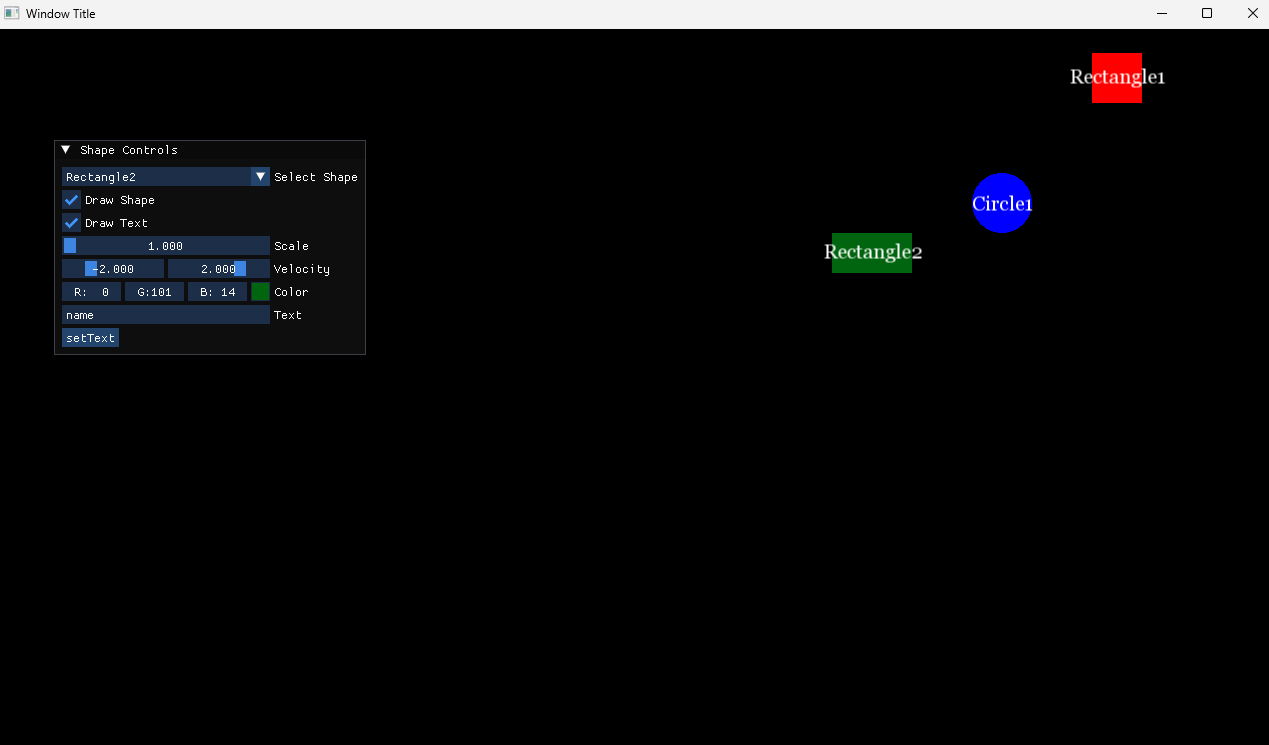 Window Title
Rectangle1
Shape Controls
Rectangle2 Select Shape
Draw Shape
Circle1
Draw Text
1.000 Scale
Rectangle2
-2.000 2.000 Velocity
R: 0 G:101 B: 14 Color
name Text
setText